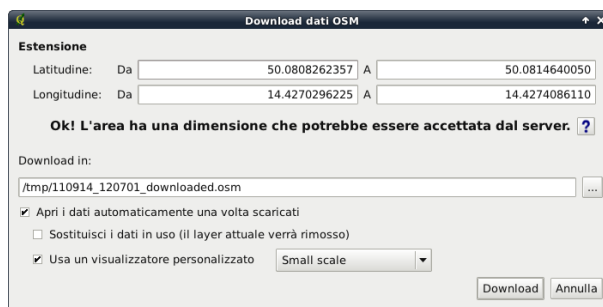 Download dati OSM
Estensione
Latitudine: Da 50.0808262357 A 50.0814640050
Longitudine: Da 14.4270296225 A 14.4274086110
Ok! L'area ha una dimensione che potrebbe essere accettata dal server. ?
Download in:
/tmp/110914_120701_downloaded.osm ...
Apri i dati automaticamente una volta scaricati
Sostituisci i dati in uso (il layer attuale verrà rimosso)
Usa un visualizzatore personalizzato Small scale
Download Annulla